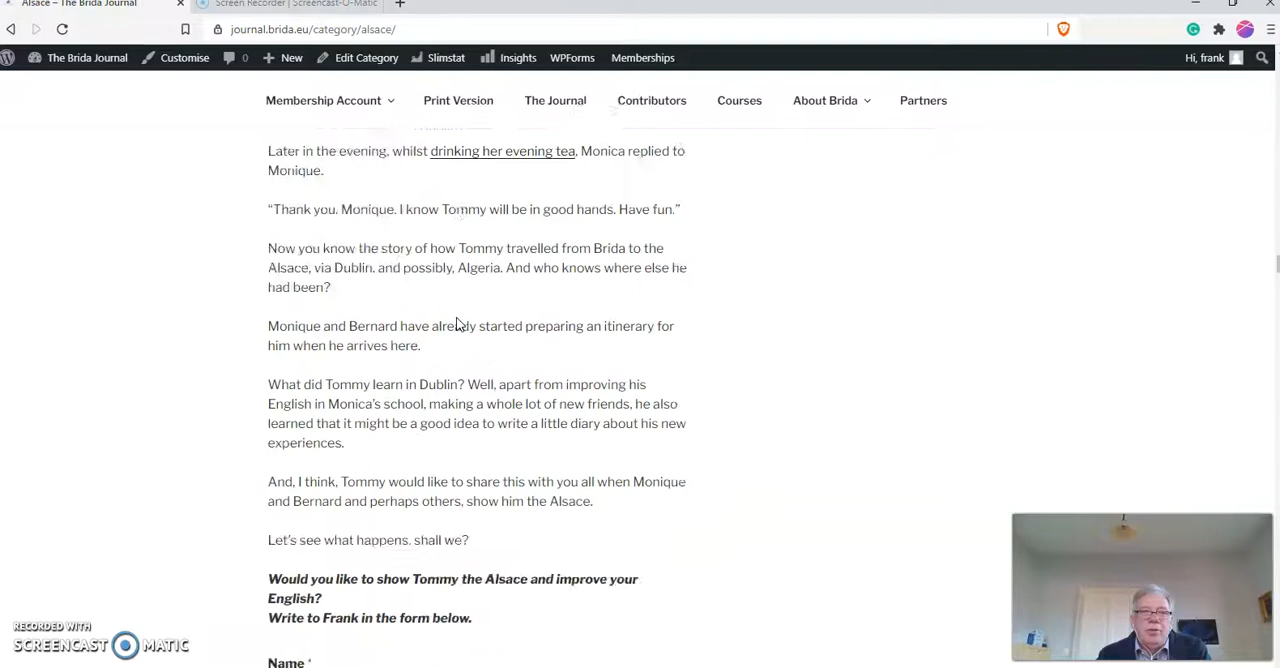 Alsace – The Brida Journal
Screen Recorder | Screencast-O-Matic
journal.brida.eu/category/alsace/
The Brida Journal Customise 0 New Edit Category Slimstat Insights WPForms Memberships Hi, frank
Membership Account Print Version The Journal Contributors Courses About Brida Partners
Later in the evening, whilst drinking her evening tea, Monica replied to
Monique.
“Thank you, Monique. I know Tommy will be in good hands. Have fun.”
Now you know the story of how Tommy travelled from Brida to the
Alsace, via Dublin, and possibly, Algeria. And who knows where else he
had been?
Monique and Bernard have already started preparing an itinerary for
him when he arrives here.
What did Tommy learn in Dublin? Well, apart from improving his
English in Monica’s school, making a whole lot of new friends, he also
learned that it might be a good idea to write a little diary about his new
experiences.
And, I think, Tommy would like to share this with you all when Monique
and Bernard and perhaps others, show him the Alsace.
Let’s see what happens, shall we?
Would you like to show Tommy the Alsace and improve your
English?
Write to Frank in the form below.
Name *
RECORDED WITH
SCREENCAST MATIC